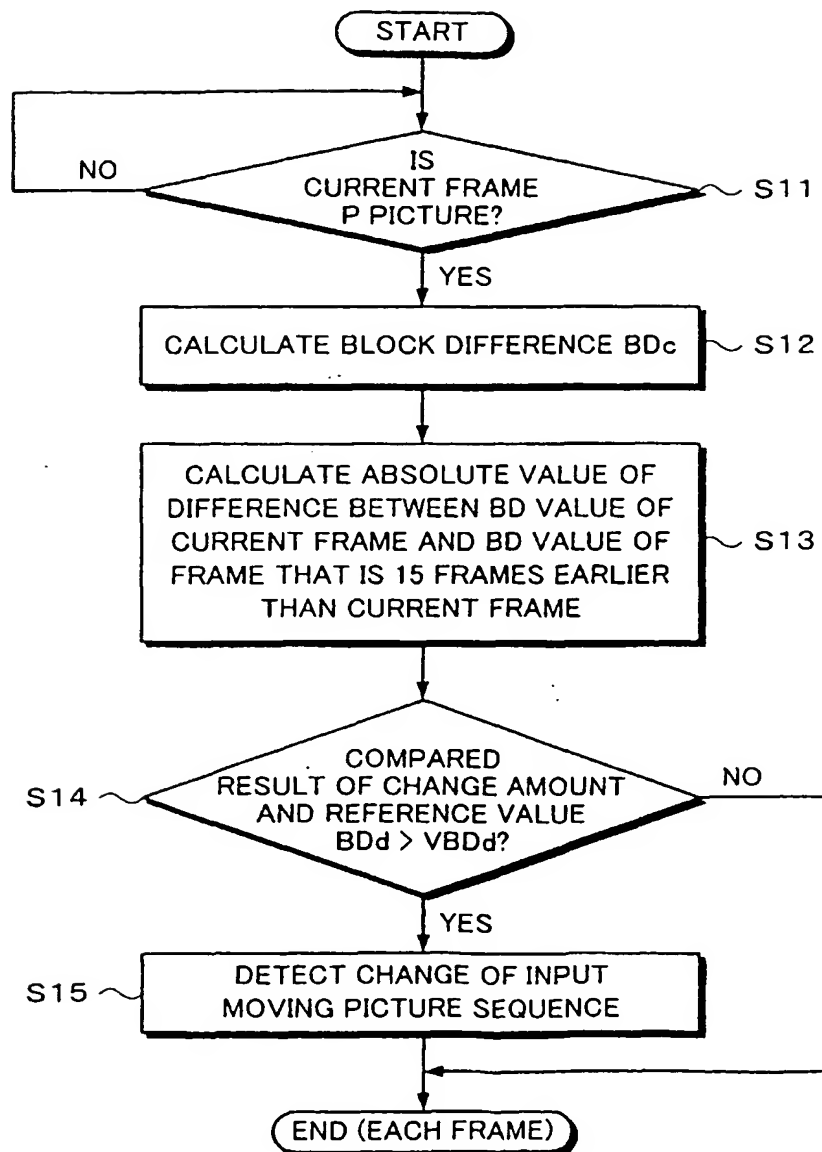 START
NO
IS
CURRENT FRAME
P PICTURE?
S11
YES
CALCULATE BLOCK DIFFERENCE BDc
S12
CALCULATE ABSOLUTE VALUE OF
DIFFERENCE BETWEEN BD VALUE OF
CURRENT FRAME AND BD VALUE OF
FRAME THAT IS 15 FRAMES EARLIER
THAN CURRENT FRAME
S13
S14
COMPARED
RESULT OF CHANGE AMOUNT
AND REFERENCE VALUE
BDd > VBDd?
NO
YES
S15
DETECT CHANGE OF INPUT
MOVING PICTURE SEQUENCE
END (EACH FRAME)